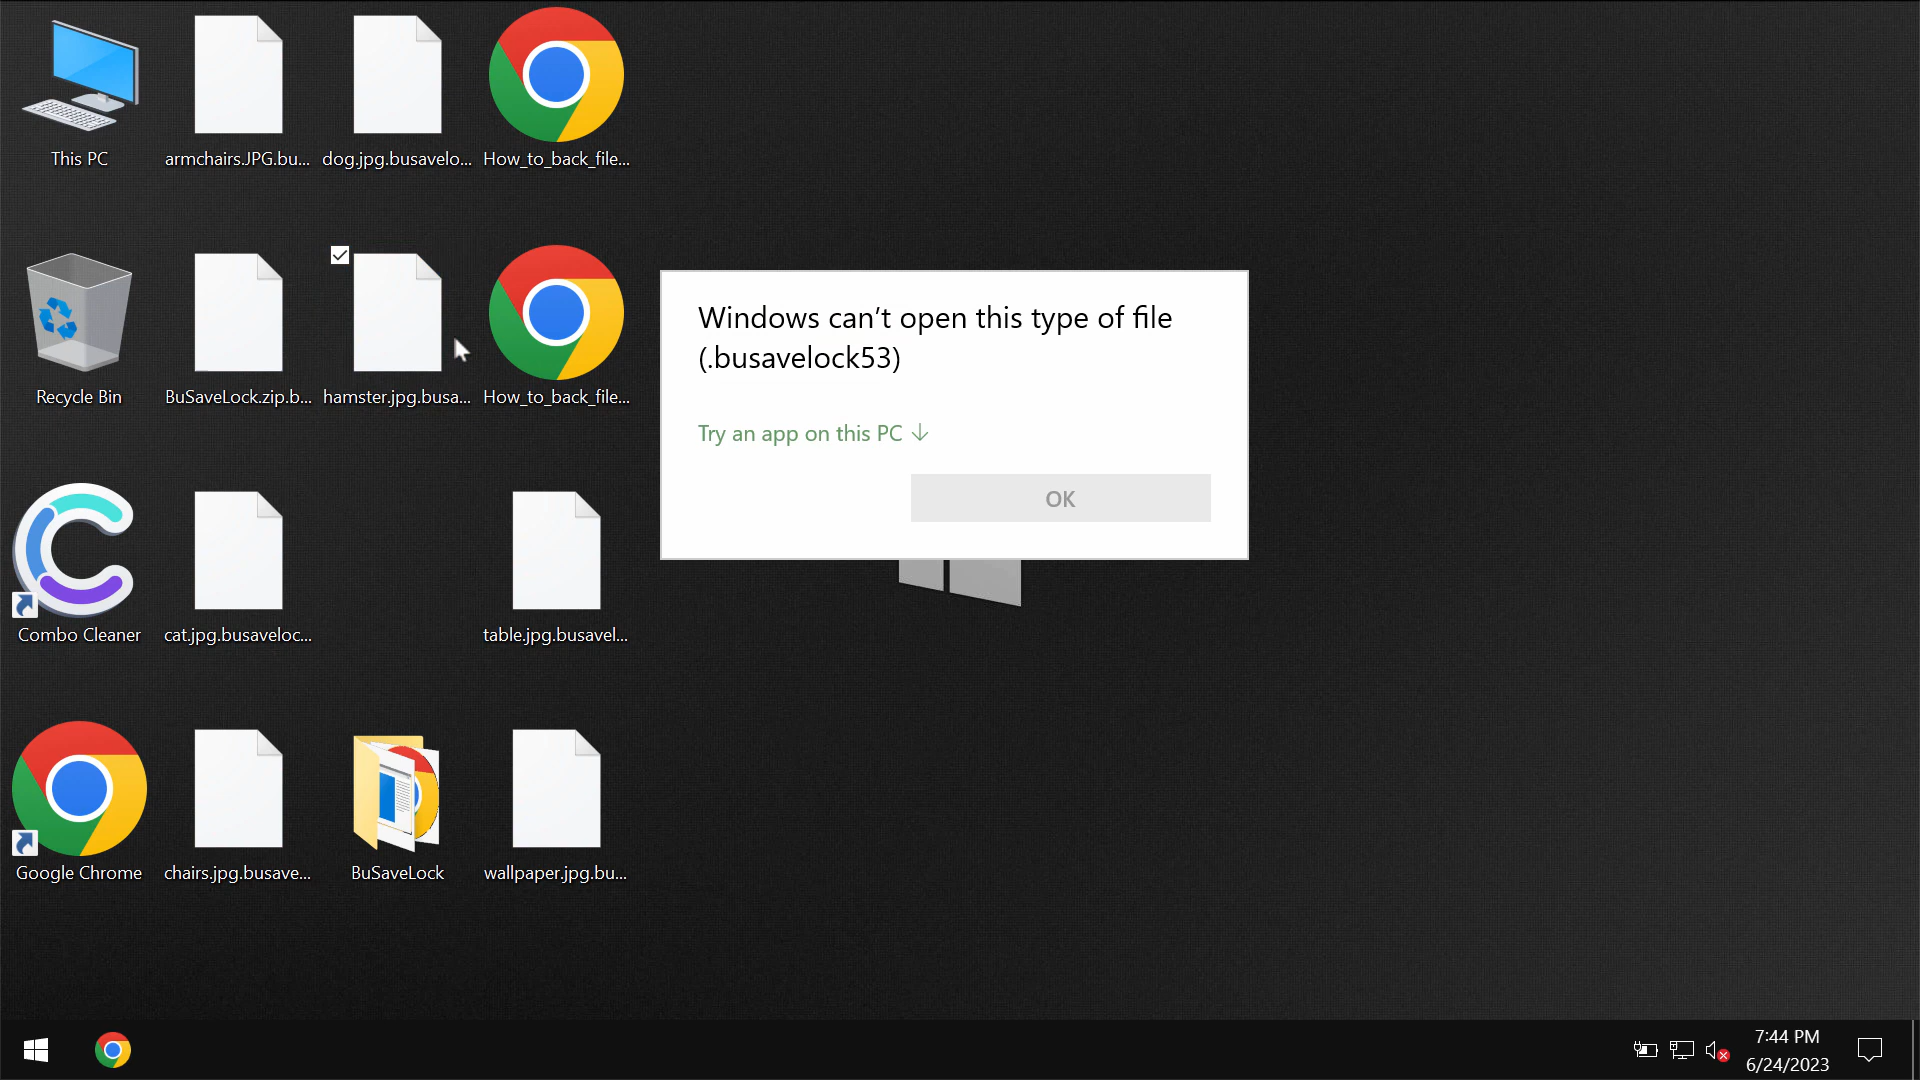 This PC
armchairs.JPG.bu...
dog.jpg.busavelo...
How_to_back_file...
Recycle Bin
BuSaveLock.zip.b...
hamster.jpg.busa...
How_to_back_file...
Windows can't open this type of file
(.busavelock53)
Try an app on this PC
OK
Combo Cleaner
cat.jpg.busaveloc...
table.jpg.busavel...
Google Chrome
chairs.jpg.busave...
BuSaveLock
wallpaper.jpg.bu...
7:44 PM
6/24/2023